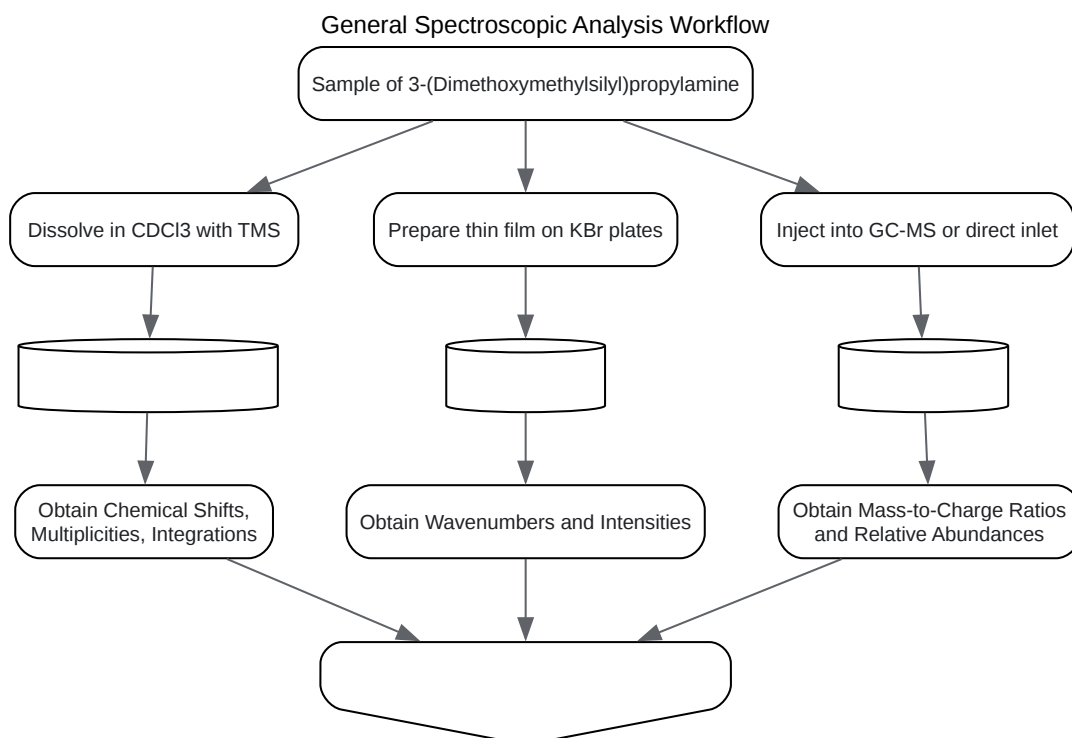 General Spectroscopic Analysis Workflow
Sample of 3-(Dimethoxymethylsilyl)propylamine
Dissolve in CDCl3 with TMS
Prepare thin film on KBr plates
Inject into GC-MS or direct inlet
Obtain Chemical Shifts,
Multiplicities, Integrations
Obtain Wavenumbers and Intensities
Obtain Mass-to-Charge Ratios
and Relative Abundances